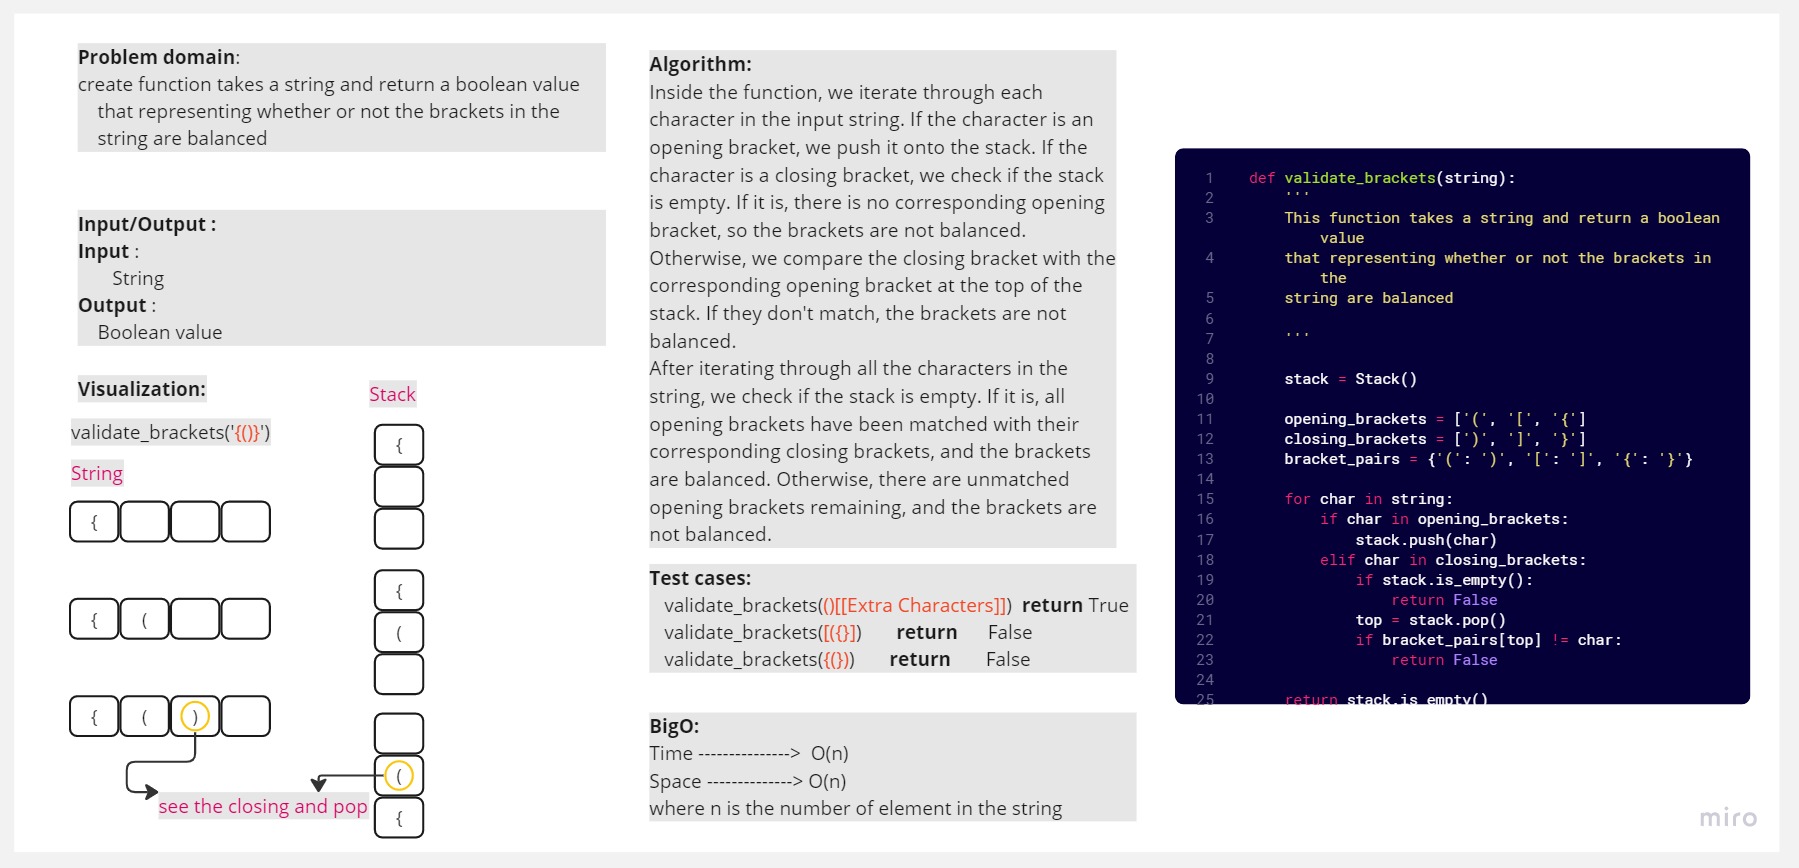 Problem domain:
create function takes a string and return a boolean value
that representing whether or not the brackets in the
string are balanced
Input/Output :
Input :
String
Output :
Boolean value
Visualization:
validate_brackets('{()}')
String
{
{ (
{ ( )
see the closing and pop
Stack
{
{
(
(
{
Algorithm:
Inside the function, we iterate through each
character in the input string. If the character is an
opening bracket, we push it onto the stack. If the
character is a closing bracket, we check if the stack
is empty. If it is, there is no corresponding opening
bracket, so the brackets are not balanced.
Otherwise, we compare the closing bracket with the
corresponding opening bracket at the top of the
stack. If they don't match, the brackets are not
balanced.
After iterating through all the characters in the
string, we check if the stack is empty. If it is, all
opening brackets have been matched with their
corresponding closing brackets, and the brackets
are balanced. Otherwise, there are unmatched
opening brackets remaining, and the brackets are
not balanced.
Test cases:
validate_brackets(()[[Extra Characters]]) return True
validate_brackets([({}]) return False
validate_brackets({(}) return False
BigO:
Time ---------------> O(n)
Space --------------> O(n)
where n is the number of element in the string
1 def validate_brackets(string):
2 '''
3 This function takes a string and return a boolean
value
4 that representing whether or not the brackets in
the
5 string are balanced
6
7 '''
8
9 stack = Stack()
10
11 opening_brackets = ['(', '[', '{']
12 closing_brackets = [')', ']', '}']
13 bracket_pairs = {'(': ')', '[': ']', '{': '}'}
14
15 for char in string:
16 if char in opening_brackets:
17 stack.push(char)
18 elif char in closing_brackets:
19 if stack.is_empty():
20 return False
21 top = stack.pop()
22 if bracket_pairs[top] != char:
23 return False
24
25 return stack.is_empty()
miro